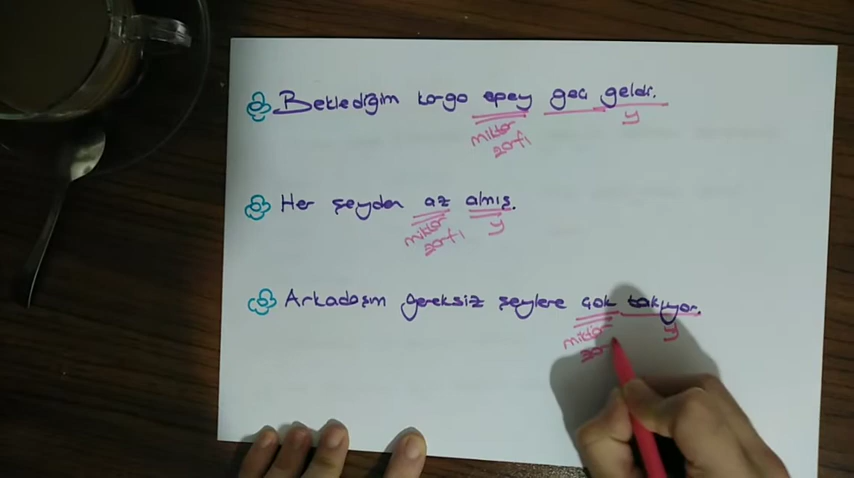 Beklediğim kargo epey geç geldi.
y
miktar
zarfı
Her şeyden az almış.
miktar
zarfı
y
Arkadaşım gereksiz şeylere çok takıyor.
miktar
y